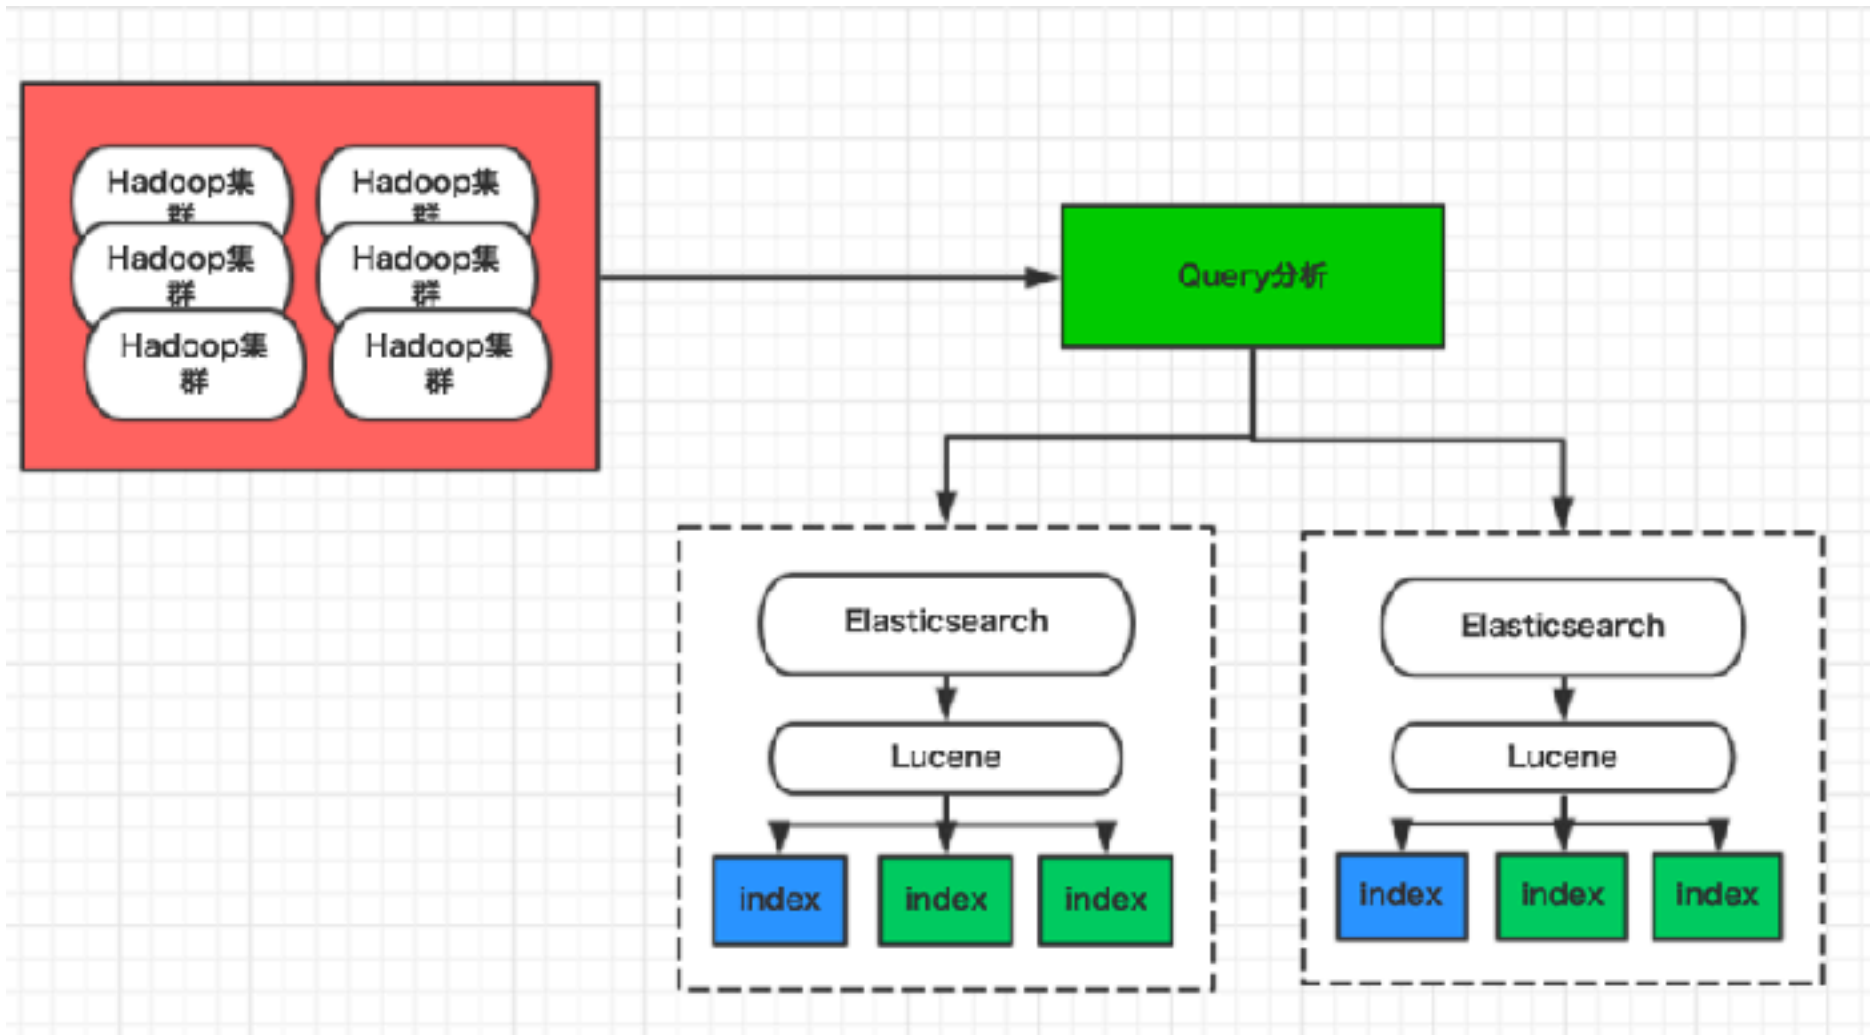 Hadoop集
群
Hadoop集
群
Hadoop集
群
Hadoop集
群
Hadoop集
群
Hadoop集
群
Query分析
Elasticsearch
Lucene
index
index
index
Elasticsearch
Lucene
index
index
index